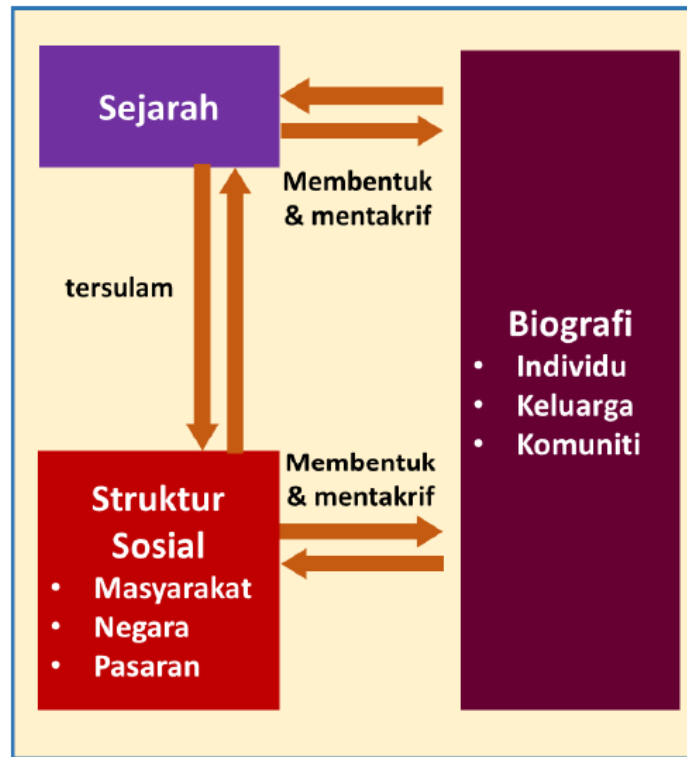 Sejarah
Membentuk
& mentakrif
tersulam
Biografi
• Individu
• Keluarga
• Komuniti
Membentuk
& mentakrif
Struktur
Sosial
• Masyarakat
• Negara
• Pasaran